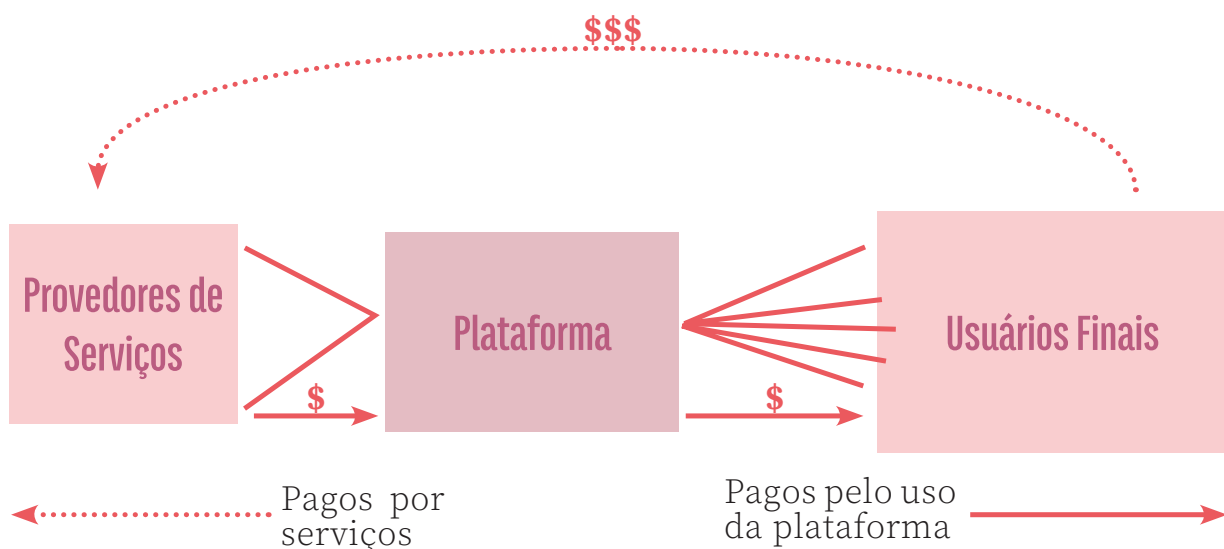 $$$
Provedores de
Serviços
Plataforma
Usuários Finais
$
$
Pagos por
serviços
Pagos pelo uso
da plataforma